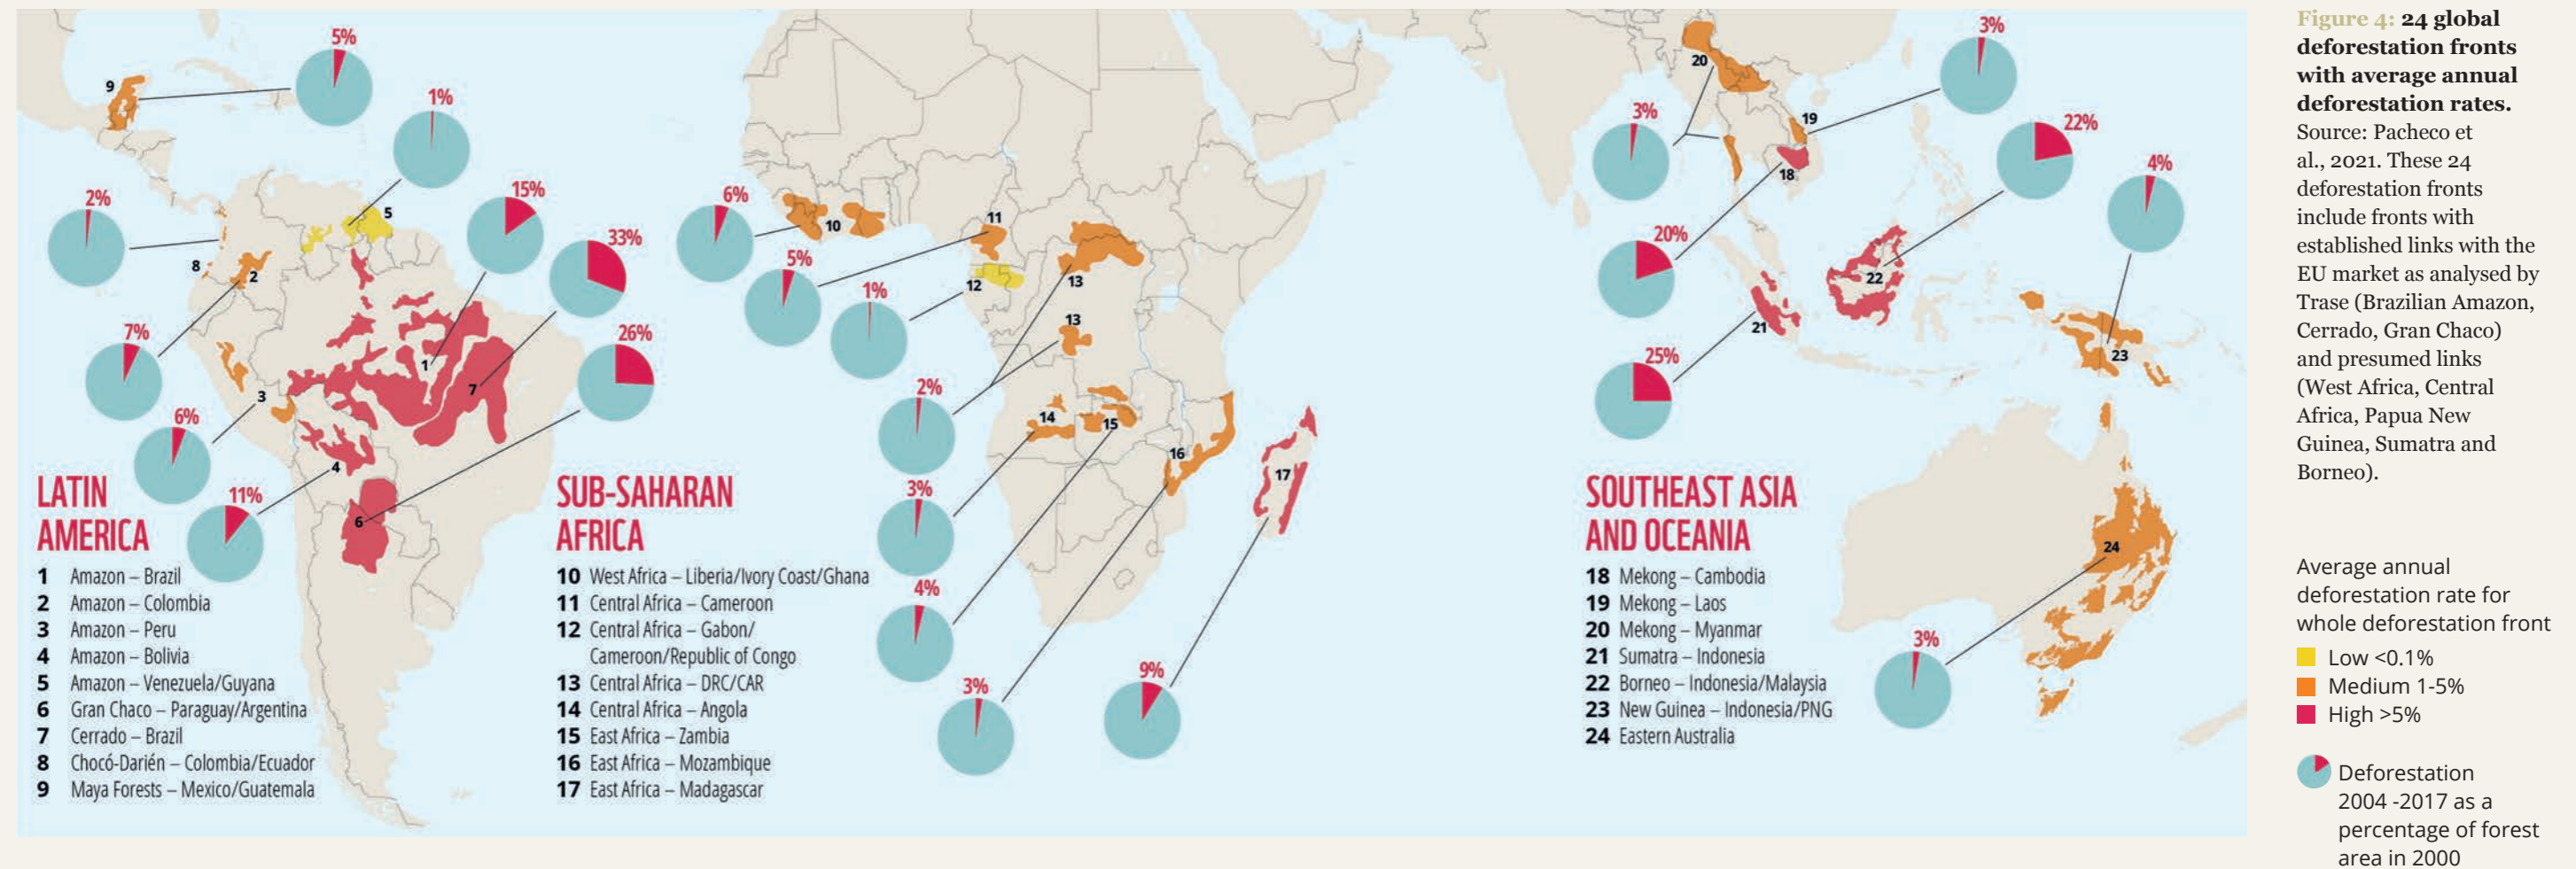 5%
9
1%
2%
5
15%
33%
8
2
7%
26%
1
7
3
6%
4
11%
6
LATIN
AMERICA
1 Amazon – Brazil
2 Amazon – Colombia
3 Amazon – Peru
4 Amazon – Bolivia
5 Amazon – Venezuela/Guyana
6 Gran Chaco – Paraguay/Argentina
7 Cerrado – Brazil
8 Chocó-Darién – Colombia/Ecuador
9 Maya Forests – Mexico/Guatemala
6%
10
11
5%
13
12
1%
13
2%
14
15
16
17
3%
4%
3%
9%
SUB-SAHARAN
AFRICA
10 West Africa – Liberia/Ivory Coast/Ghana
11 Central Africa – Cameroon
12 Central Africa – Gabon/
Cameroon/Republic of Congo
13 Central Africa – DRC/CAR
14 Central Africa – Angola
15 East Africa – Zambia
16 East Africa – Mozambique
17 East Africa – Madagascar
3%
20
3%
19
22%
18
4%
20%
22
21
25%
23
24
3%
SOUTHEAST ASIA
AND OCEANIA
18 Mekong – Cambodia
19 Mekong – Laos
20 Mekong – Myanmar
21 Sumatra – Indonesia
22 Borneo – Indonesia/Malaysia
23 New Guinea – Indonesia/PNG
24 Eastern Australia
Figure 4: 24 global
deforestation fronts
with average annual
deforestation rates.
Source: Pacheco et
al., 2021. These 24
deforestation fronts
include fronts with
established links with the
EU market as analysed by
Trase (Brazilian Amazon,
Cerrado, Gran Chaco)
and presumed links
(West Africa, Central
Africa, Papua New
Guinea, Sumatra and
Borneo).
Average annual
deforestation rate for
whole deforestation front
Low <0.1%
Medium 1-5%
High >5%
Deforestation
2004 -2017 as a
percentage of forest
area in 2000